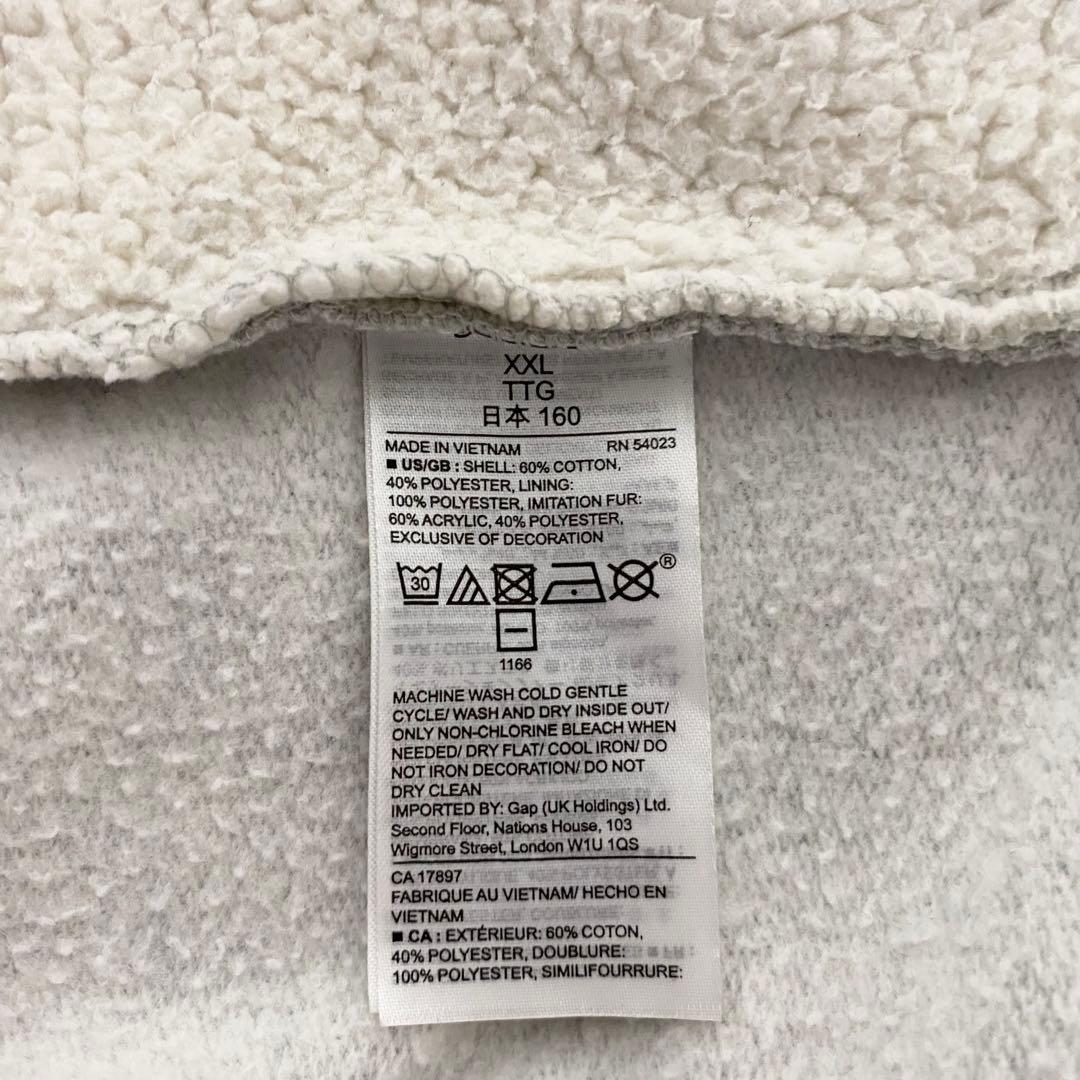 XXL
TTG
日本 160
MADE IN VIETNAM RN 54023
■ US/GB : SHELL: 60% COTTON,
40% POLYESTER, LINING:
100% POLYESTER, IMITATION FUR:
60% ACRYLIC, 40% POLYESTER,
EXCLUSIVE OF DECORATION
30
®
1166
MACHINE WASH COLD GENTLE
CYCLE/ WASH AND DRY INSIDE OUT/
ONLY NON-CHLORINE BLEACH WHEN
NEEDED/ DRY FLAT/ COOL IRON/ DO
NOT IRON DECORATION/ DO NOT
DRY CLEAN
IMPORTED BY: Gap (UK Holdings) Ltd.
Second Floor, Nations House, 103
Wigmore Street, London W1U 1QS
CA 17897
FABRIQUE AU VIETNAM/ HECHO EN
VIETNAM
■ CA : EXTÉRIEUR: 60% COTON,
40% POLYESTER, DOUBLURE:
100% POLYESTER, SIMILIFOURRURE: